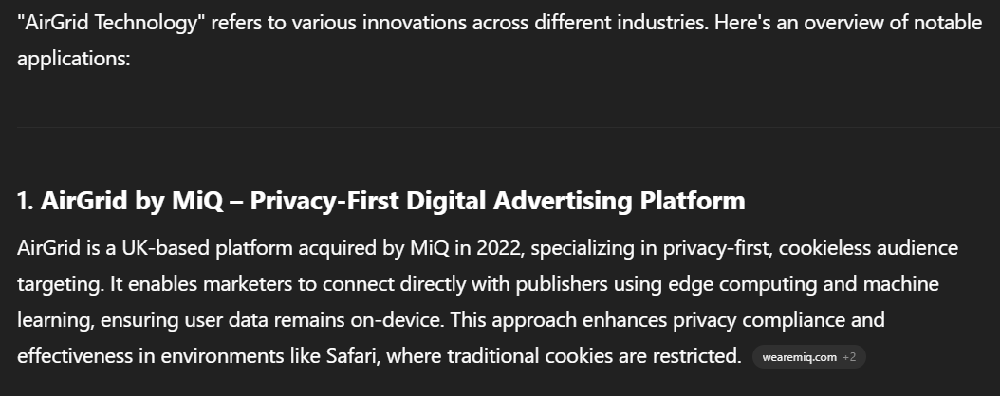 "AirGrid Technology" refers to various innovations across different industries. Here's an overview of notable
applications:
1. AirGrid by MiQ – Privacy-First Digital Advertising Platform
AirGrid is a UK-based platform acquired by MiQ in 2022, specializing in privacy-first, cookieless audience
targeting. It enables marketers to connect directly with publishers using edge computing and machine
learning, ensuring user data remains on-device. This approach enhances privacy compliance and
effectiveness in environments like Safari, where traditional cookies are restricted. wearemiq.com +2